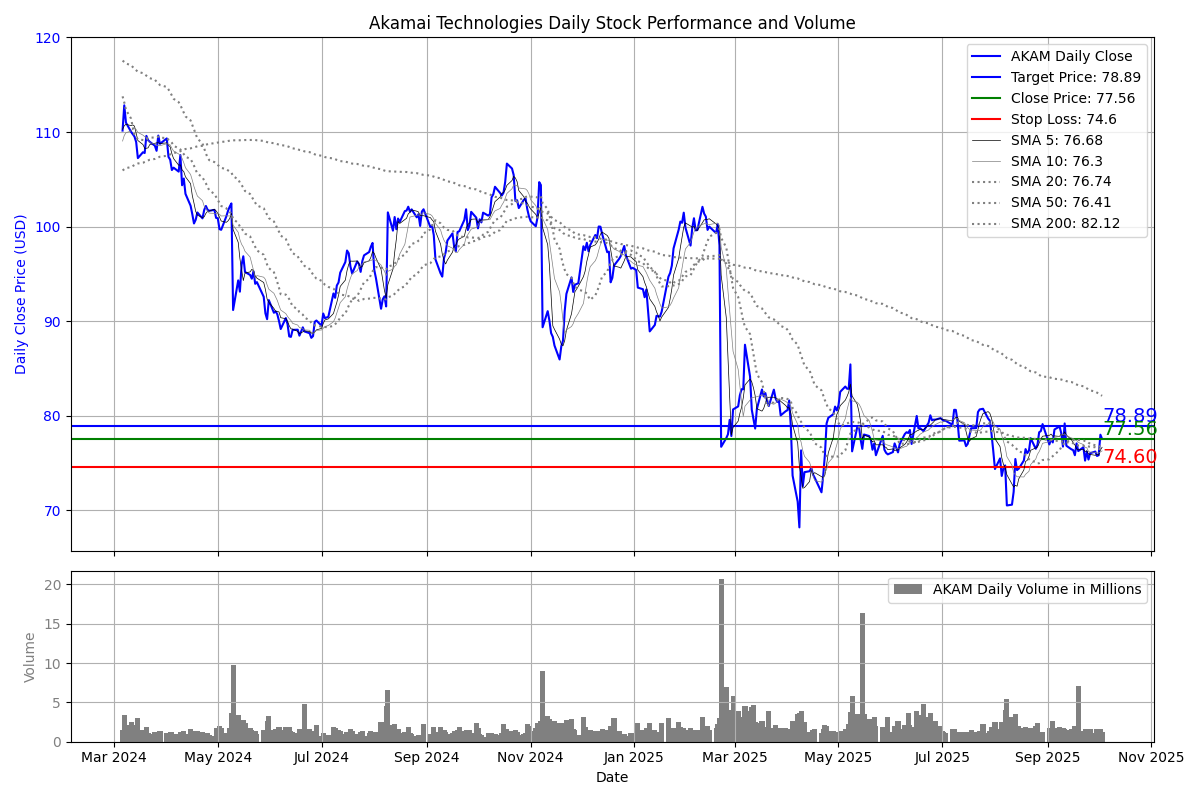 Akamai Technologies Daily Stock Performance and Volume
120
110
100
90
80
70
Daily Close Price (USD)
AKAM Daily Close
Target Price: 78.89
Close Price: 77.56
Stop Loss: 74.6
SMA 5: 76.68
SMA 10: 76.3
SMA 20: 76.74
SMA 50: 76.41
SMA 200: 82.12
78.89
77.56
74.60
20
15
10
5
0
Volume
AKAM Daily Volume in Millions
Mar 2024 May 2024 Jul 2024 Sep 2024 Nov 2024 Jan 2025 Mar 2025 May 2025 Jul 2025 Sep 2025 Nov 2025
Date